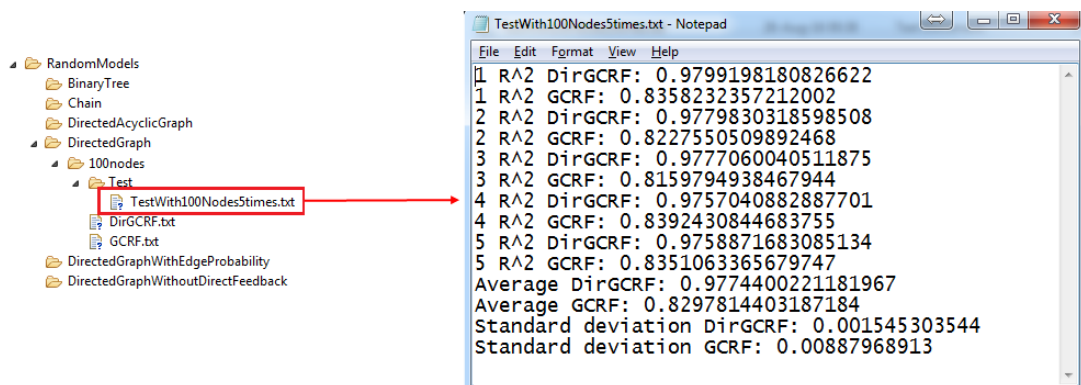 RandomModels
BinaryTree
Chain
DirectedAcyclicGraph
DirectedGraph
100nodes
Test
TestWith100Nodes5times.txt
DirGCRF.txt
GCRF.txt
DirectedGraphWithEdgeProbability
DirectedGraphWithoutDirectFeedback
TestWith100Nodes5times.txt - Notepad
File Edit Format View Help
1 R^2 DirGCRF: 0.9799198180826622
1 R^2 GCRF: 0.8358232357212002
2 R^2 DirGCRF: 0.9779830318598508
2 R^2 GCRF: 0.8227550509892468
3 R^2 DirGCRF: 0.9777060040511875
3 R^2 GCRF: 0.8159794938467944
4 R^2 DirGCRF: 0.9757040882887701
4 R^2 GCRF: 0.8392430844683755
5 R^2 DirGCRF: 0.9758871683085134
5 R^2 GCRF: 0.8351063365679747
Average DirGCRF: 0.9774400221181967
Average GCRF: 0.8297814403187184
Standard deviation DirGCRF: 0.001545303544
Standard deviation GCRF: 0.00887968913